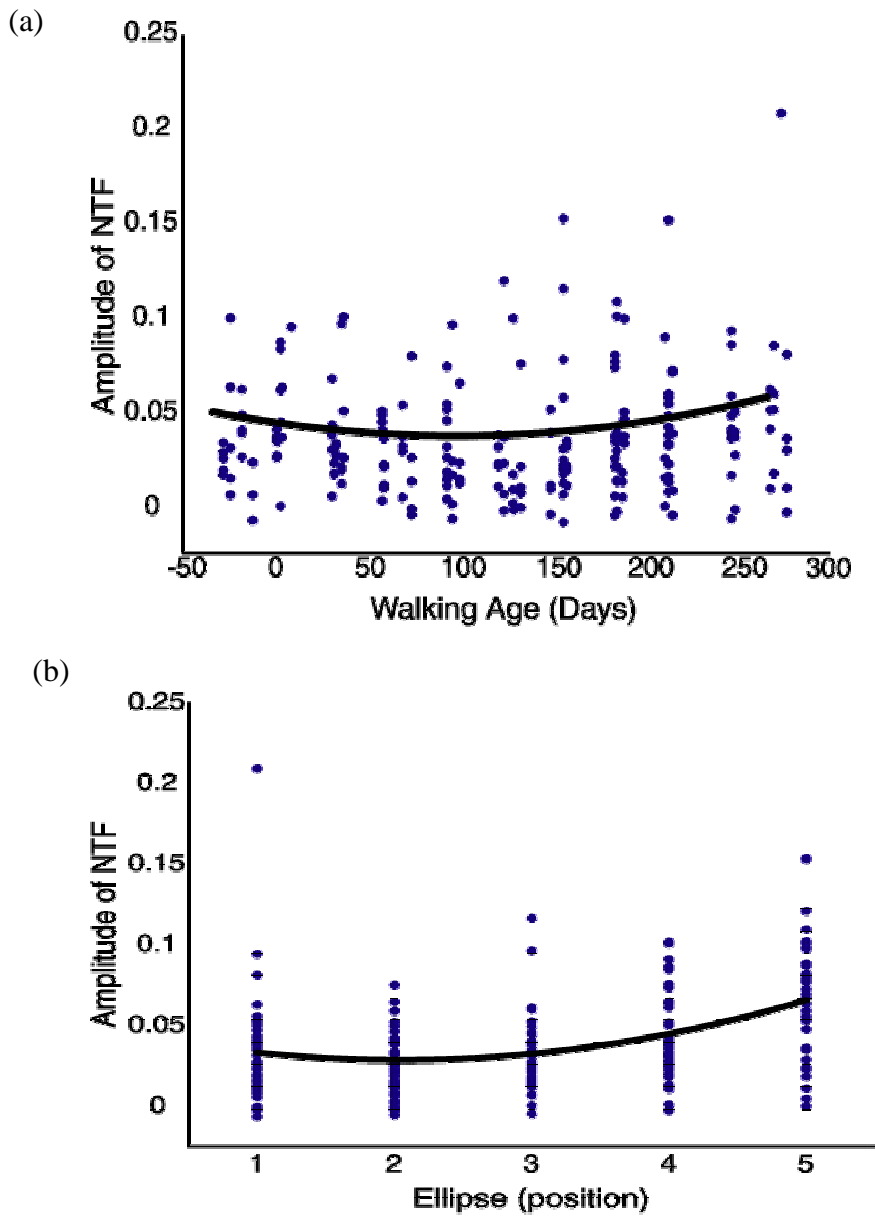 (a)
0.25
0.2
0.15
0.1
0.05
0
Amplitude of NTF
-50 0 50 100 150 200 250 300
Walking Age (Days)
(b)
0.25
0.2
0.15
0.1
0.05
0
Amplitude of NTF
1 2 3 4 5
Ellipse (position)